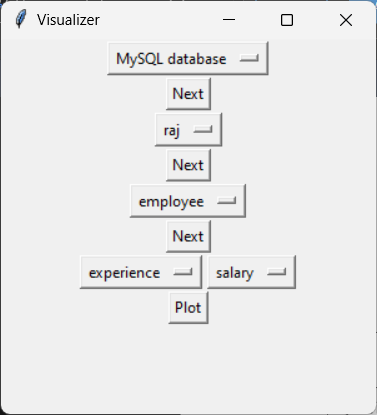 Visualizer
MySQL database
Next
raj
Next
employee
Next
experience salary
Plot